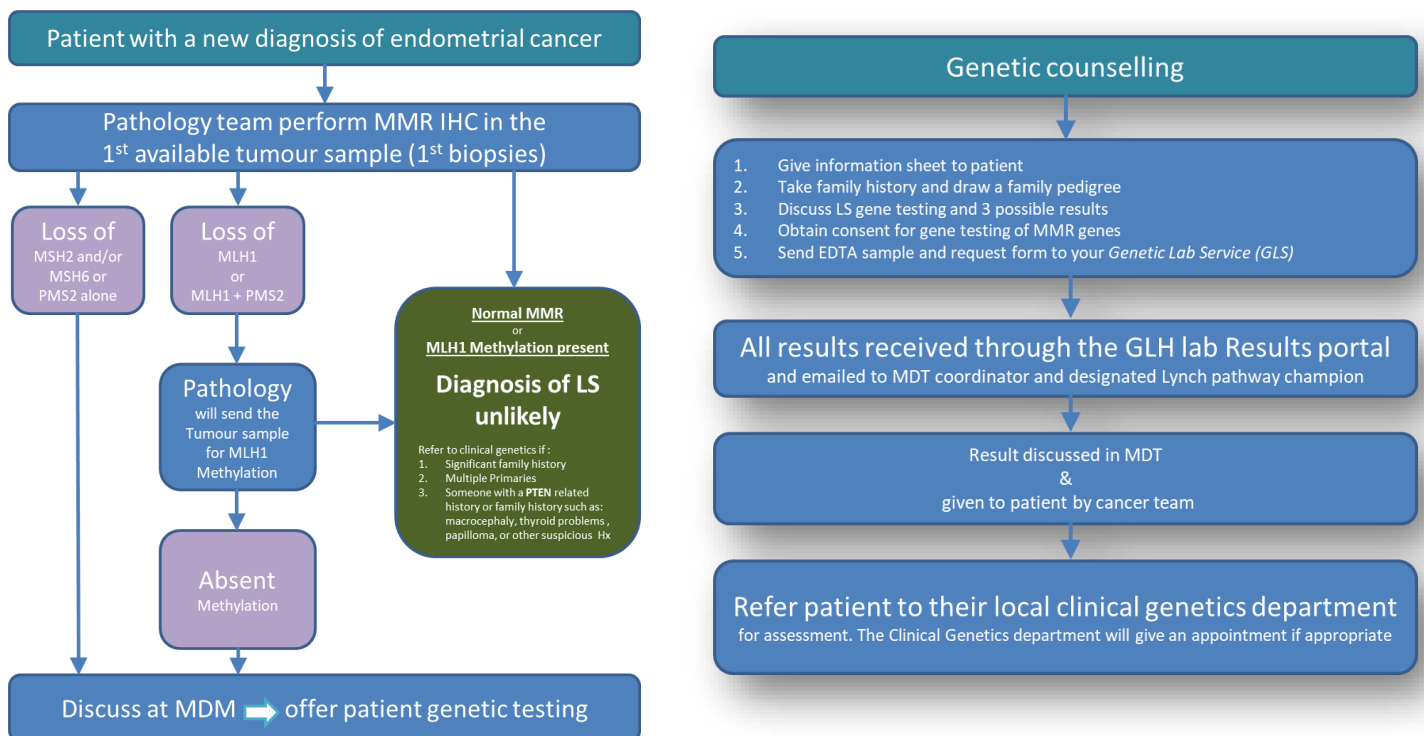 Patient with a new diagnosis of endometrial cancer
Pathology team perform MMR IHC in the
1st available tumour sample (1st biopsies)
Loss of
MSH2 and/or
MSH6 or
PMS2 alone
Loss of
MLH1
or
MLH1 + PMS2
Pathology
will send the
Tumour sample
for MLH1
Methylation
Absent
Methylation
Normal MMR
or
MLH1 Methylation present
Diagnosis of LS
unlikely
Refer to clinical genetics if :
1. Significant family history
2. Multiple Primaries
3. Someone with a PTEN related
history or family history such as:
macrocephaly, thyroid problems ,
papilloma, or other suspicious Hx
Discuss at MDM offer patient genetic testing
Genetic counselling
1. Give information sheet to patient
2. Take family history and draw a family pedigree
3. Discuss LS gene testing and 3 possible results
4. Obtain consent for gene testing of MMR genes
5. Send EDTA sample and request form to your Genetic Lab Service (GLS)
All results received through the GLH lab Results portal
and emailed to MDT coordinator and designated Lynch pathway champion
Result discussed in MDT
&
given to patient by cancer team
Refer patient to their local clinical genetics department
for assessment. The Clinical Genetics department will give an appointment if appropriate